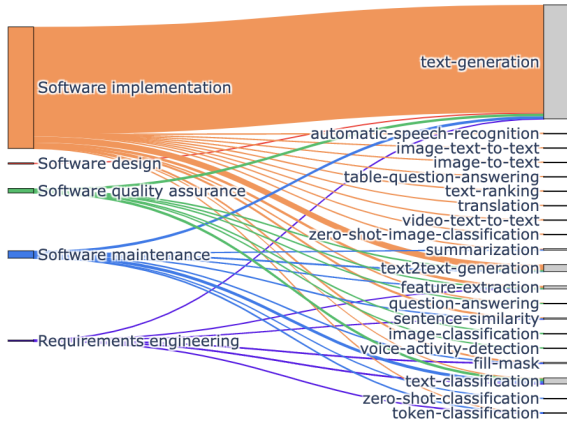 Software implementation
Software design
Software quality assurance
Software maintenance
Requirements engineering
text-generation
automatic-speech-recognition
image-text-to-text
image-to-text
table-question-answering
text-ranking
translation
video-text-to-text
zero-shot-image-classification
summarization
text2text-generation
feature-extraction
question-answering
sentence-similarity
image-classification
voice-activity-detection
fill-mask
text-classification
zero-shot-classification
token-classification